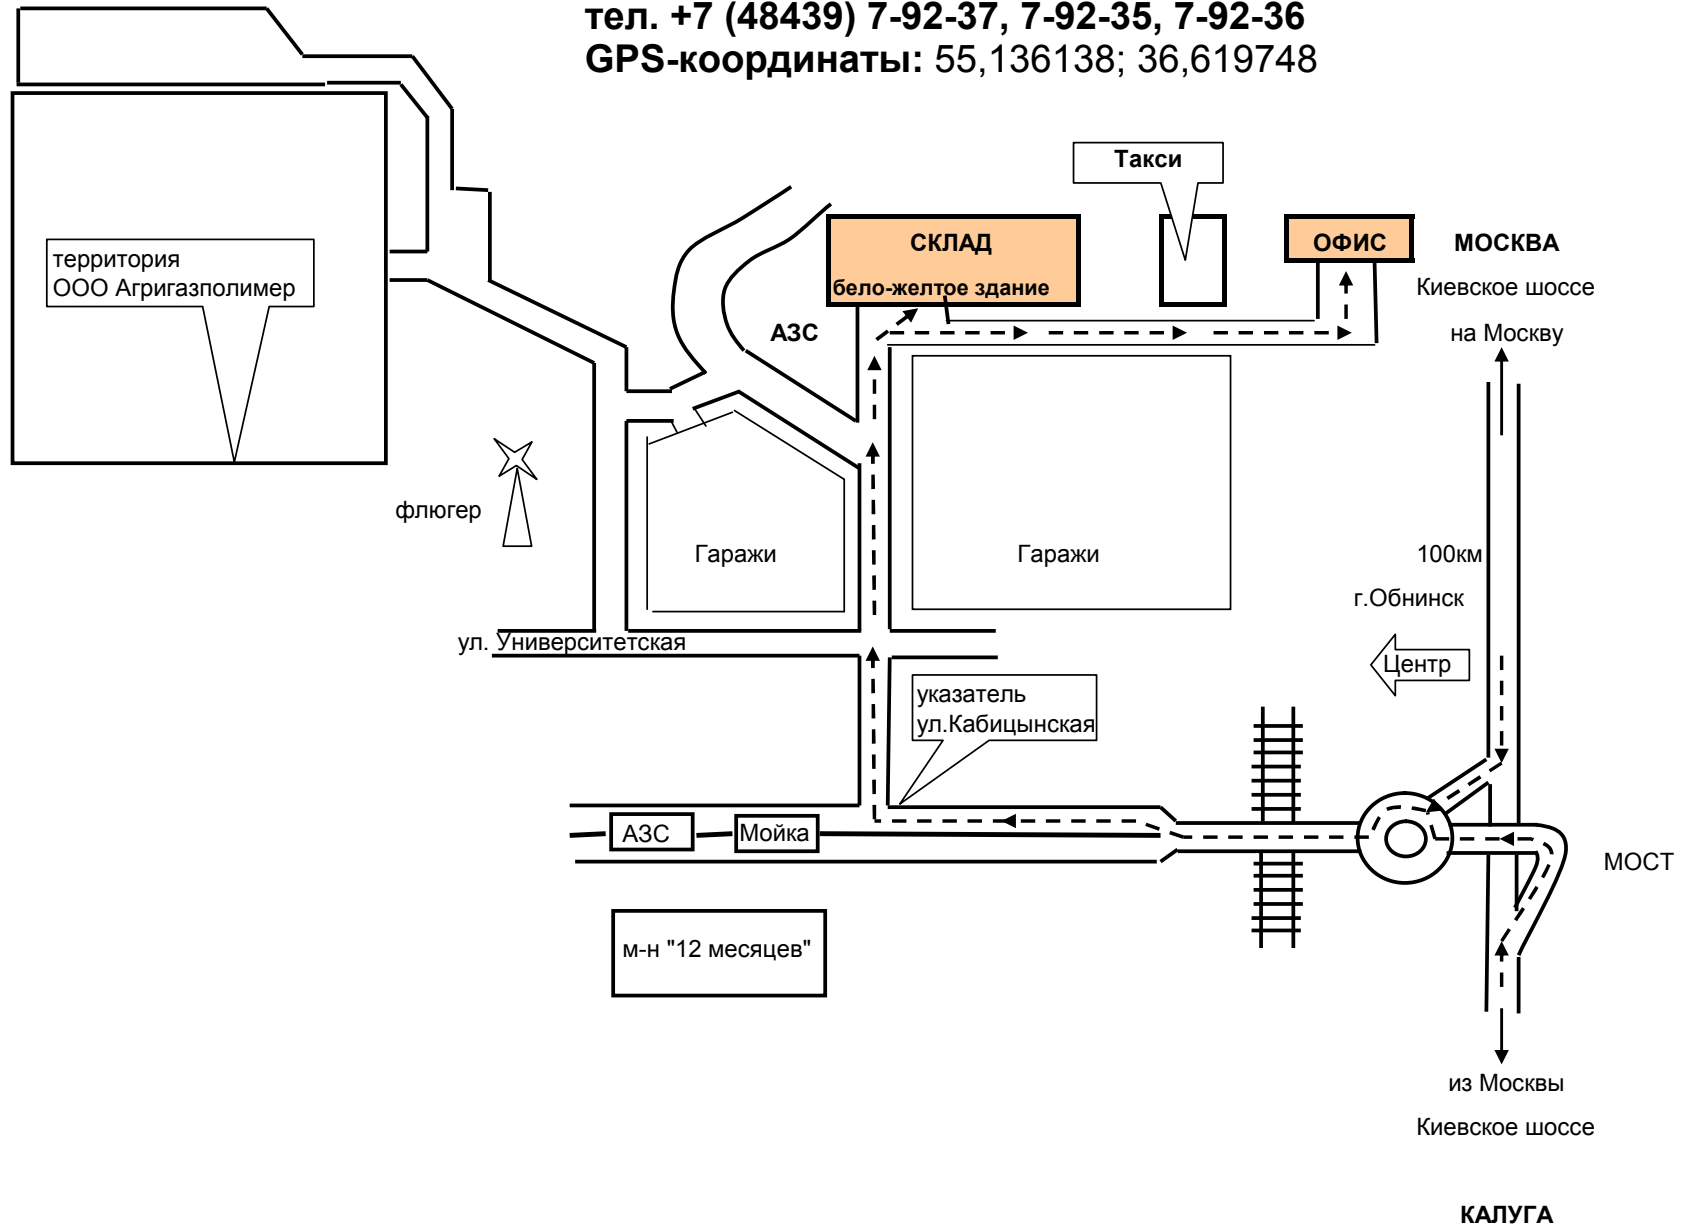 тел. +7 (48439) 7-92-37, 7-92-35, 7-92-36
GPS-координаты: 55,136138; 36,619748
Такси
территория
ООО Агригазполимер
СКЛАД
бело-желтое здание
ОФИС
МОСКВА
Киевское шоссе
на Москву
АЗС
флюгер
Гаражи
Гаражи
100км
г.Обнинск
ул. Университетская
Центр
указатель
ул.Кабицынская
АЗС
Мойка
МОСТ
м-н "12 месяцев"
из Москвы
Киевское шоссе
КАЛУГА